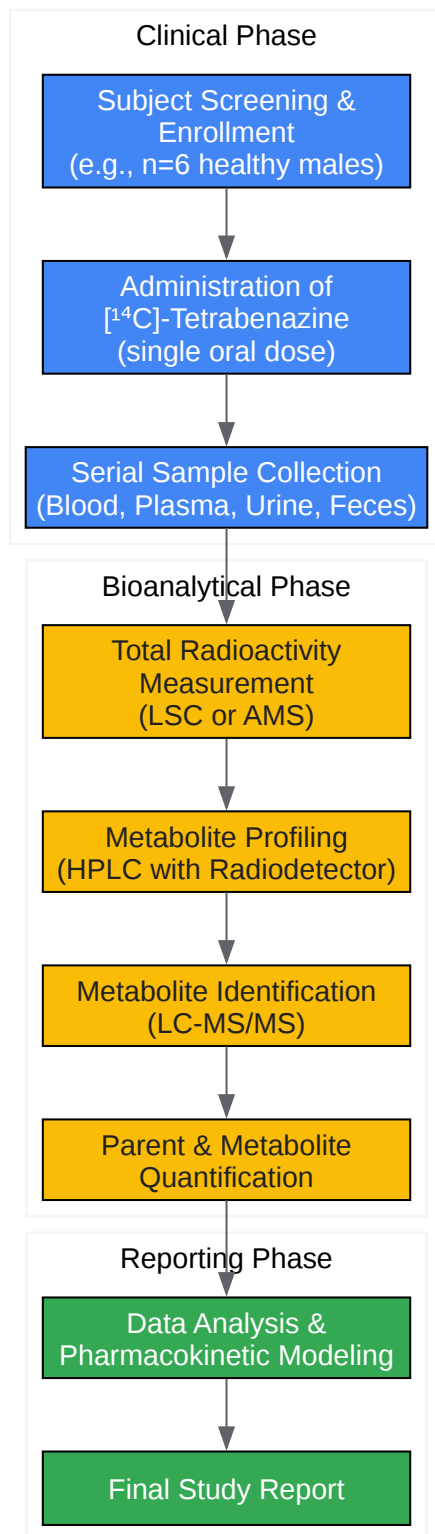 Clinical Phase
Subject Screening &
Enrollment
(e.g., n=6 healthy males)
Administration of
[¹⁴C]-Tetrabenazine
(single oral dose)
Serial Sample Collection
(Blood, Plasma, Urine, Feces)
Bioanalytical Phase
Total Radioactivity
Measurement
(LSC or AMS)
Metabolite Profiling
(HPLC with Radiodetector)
Metabolite Identification
(LC-MS/MS)
Parent & Metabolite
Quantification
Reporting Phase
Data Analysis &
Pharmacokinetic Modeling
Final Study Report